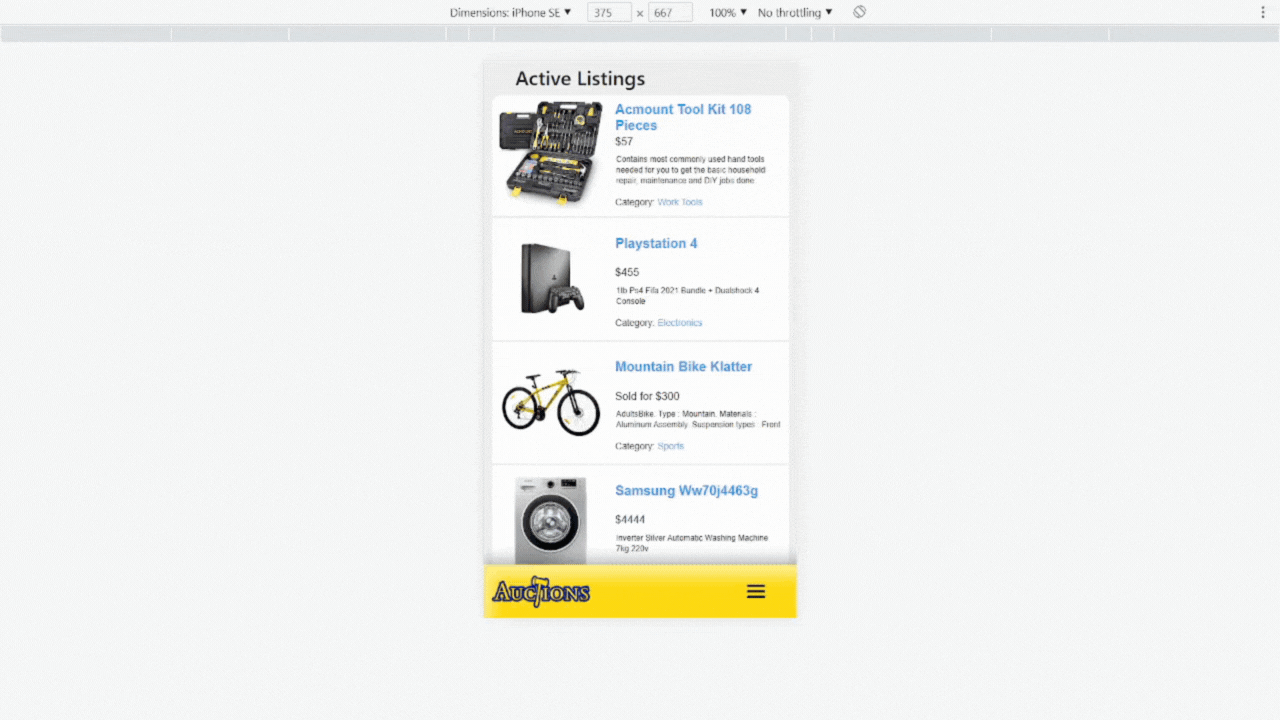 Dimensions: iPhone SE ▼ 375 × 667 100% ▼ No throttling ▼
Active Listings
Acmount Tool Kit 108
Pieces
$57
Contains most commonly used hand tools
needed for you to get the basic household
repair, maintenance and DIY jobs done.
Category: Work Tools
Playstation 4
$455
1tb Ps4 Fifa 2021 Bundle + Dualshock 4
Console
Category: Electronics
Mountain Bike Klatter
Sold for $300
AdultsBike. Type : Mountain. Materials :
Aluminum Assembly. Suspension types : Front
Category: Sports
Samsung Ww70j4463g
$4444
Inverter Silver Automatic Washing Machine
7kg 220v
Auctions